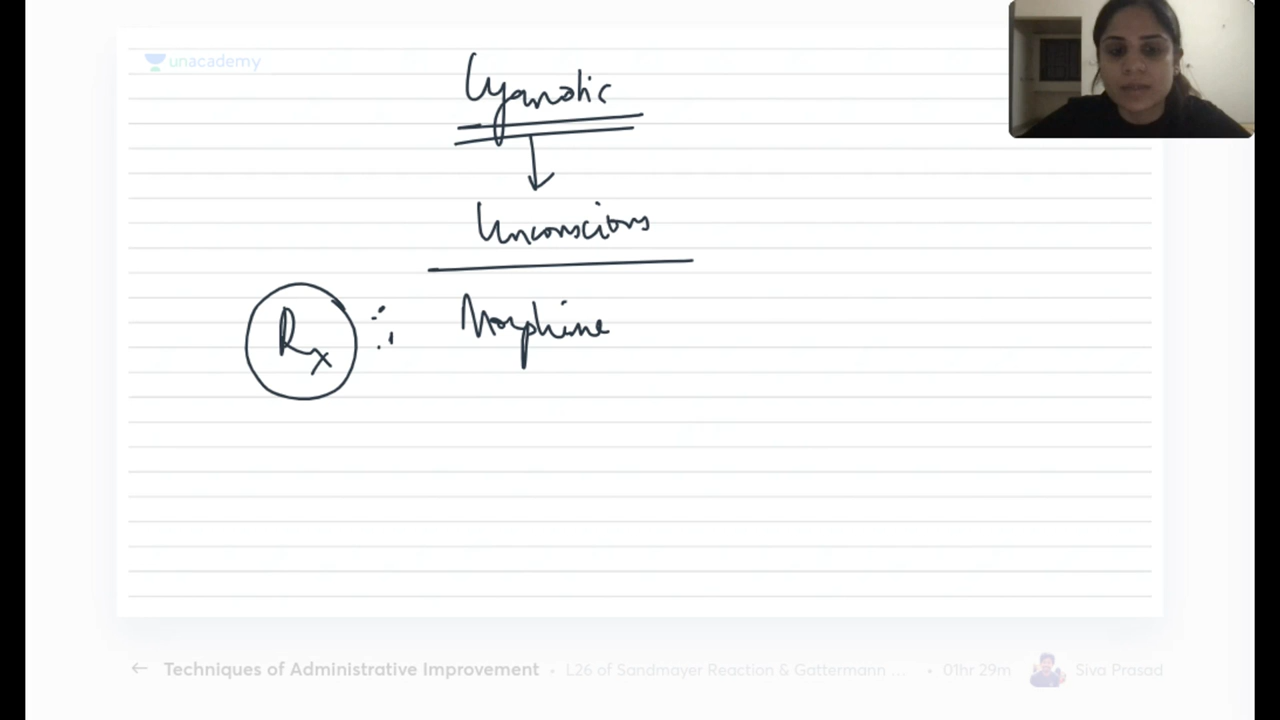 unacademy
Cyanotic
Unconscious
Rx : Morphine
← Techniques of Administrative Improvement • L26 of Sandmayer Reaction & Gattermann ... • 01hr 29m Siva Prasad